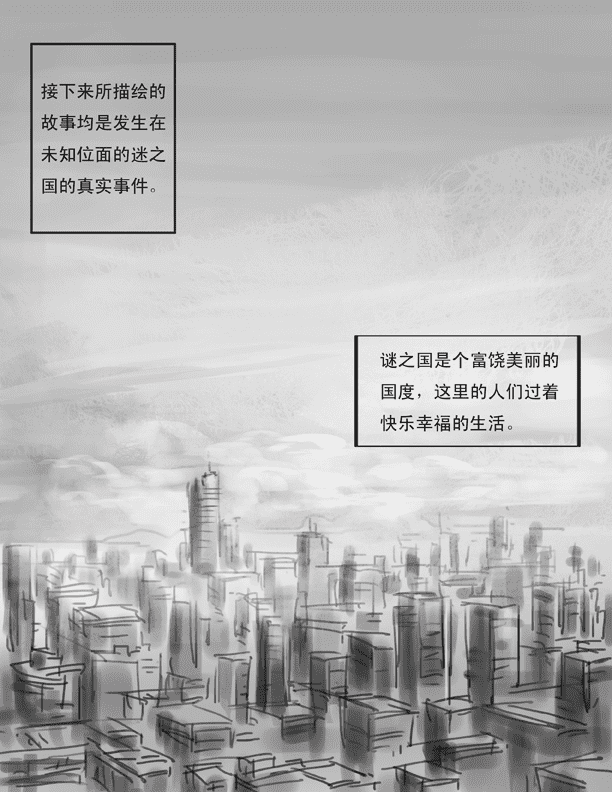 接下来所描绘的
故事均是发生在
未知位面的迷之
国的真实事件。
谜之国是个富饶美丽的
国度，这里的人们过着
快乐幸福的生活。